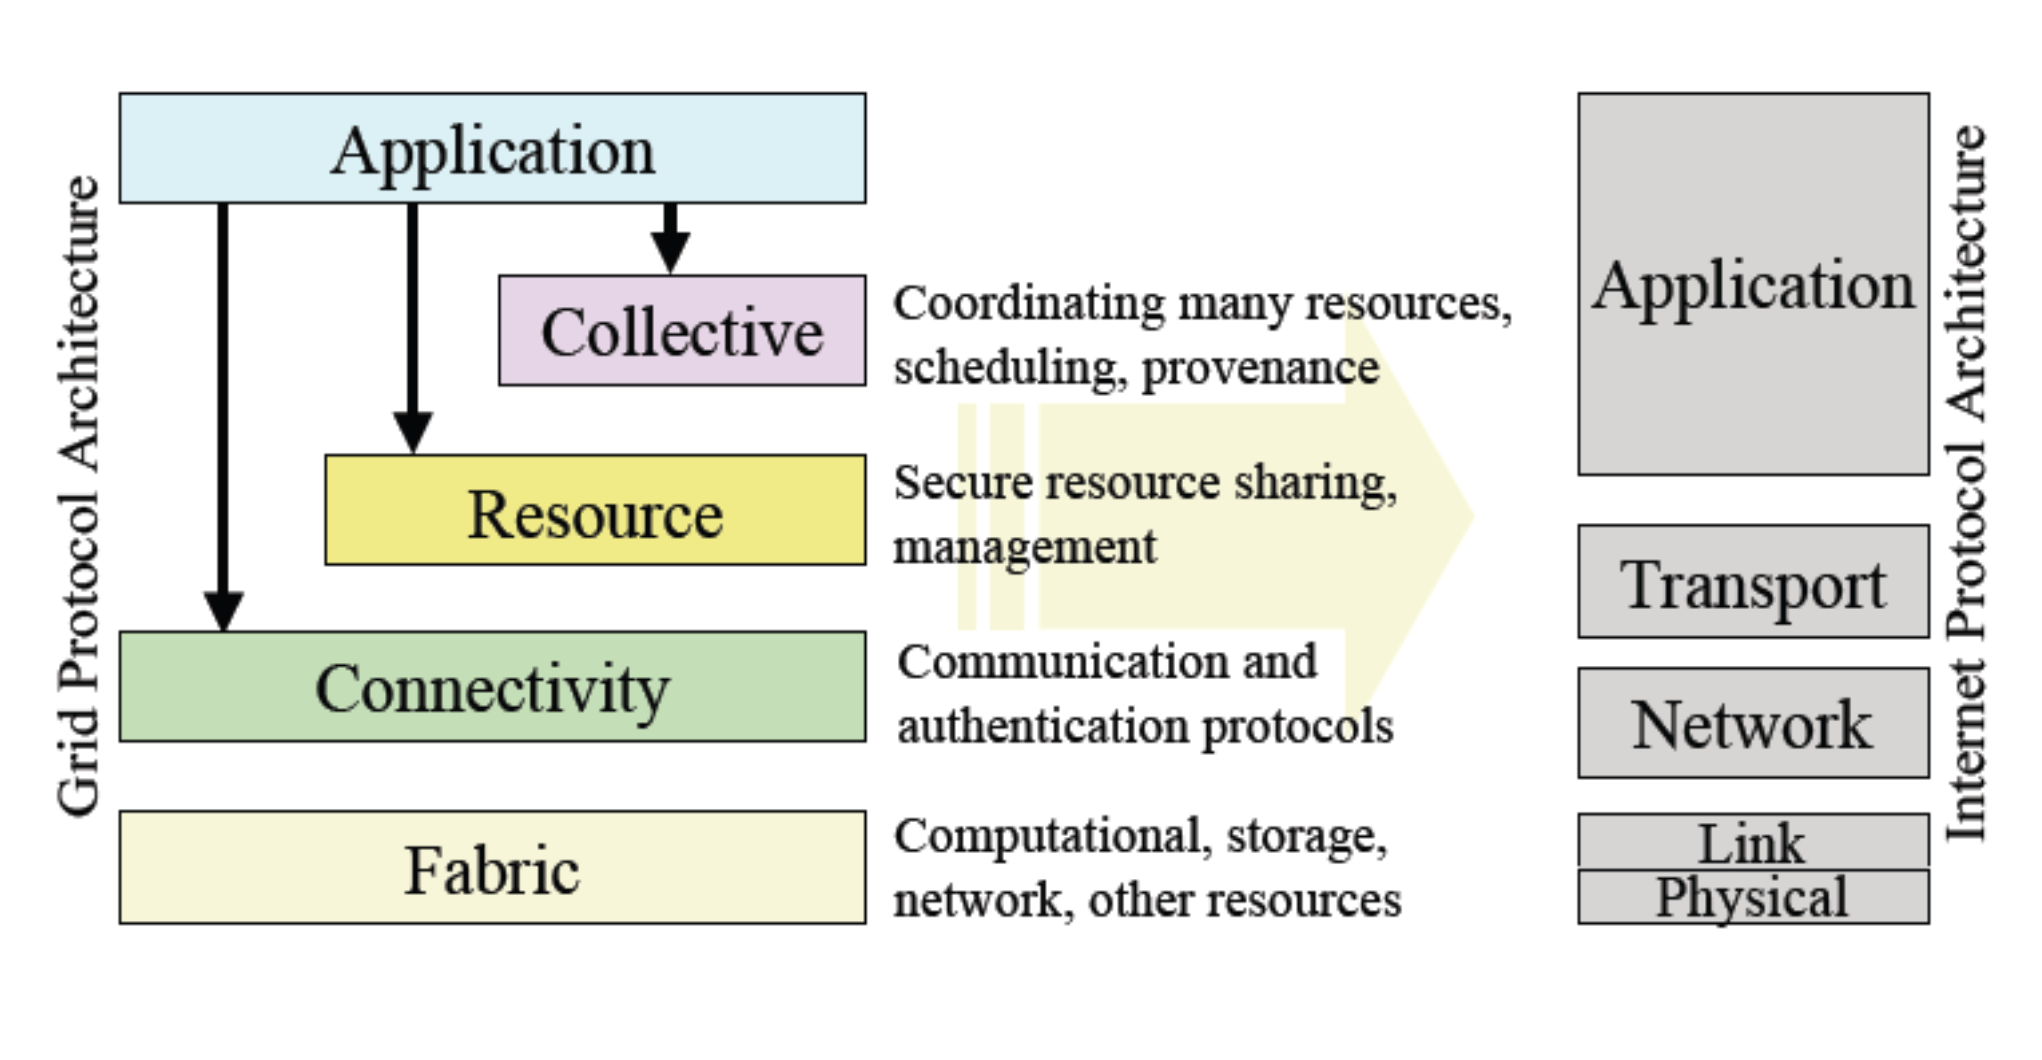 Grid Protocol Architecture
Application
Collective
Coordinating many resources,
scheduling, provenance
Resource
Secure resource sharing,
management
Connectivity
Communication and
authentication protocols
Fabric
Computational, storage,
network, other resources
Application
Transport
Network
Link
Physical
Internet Protocol Architecture